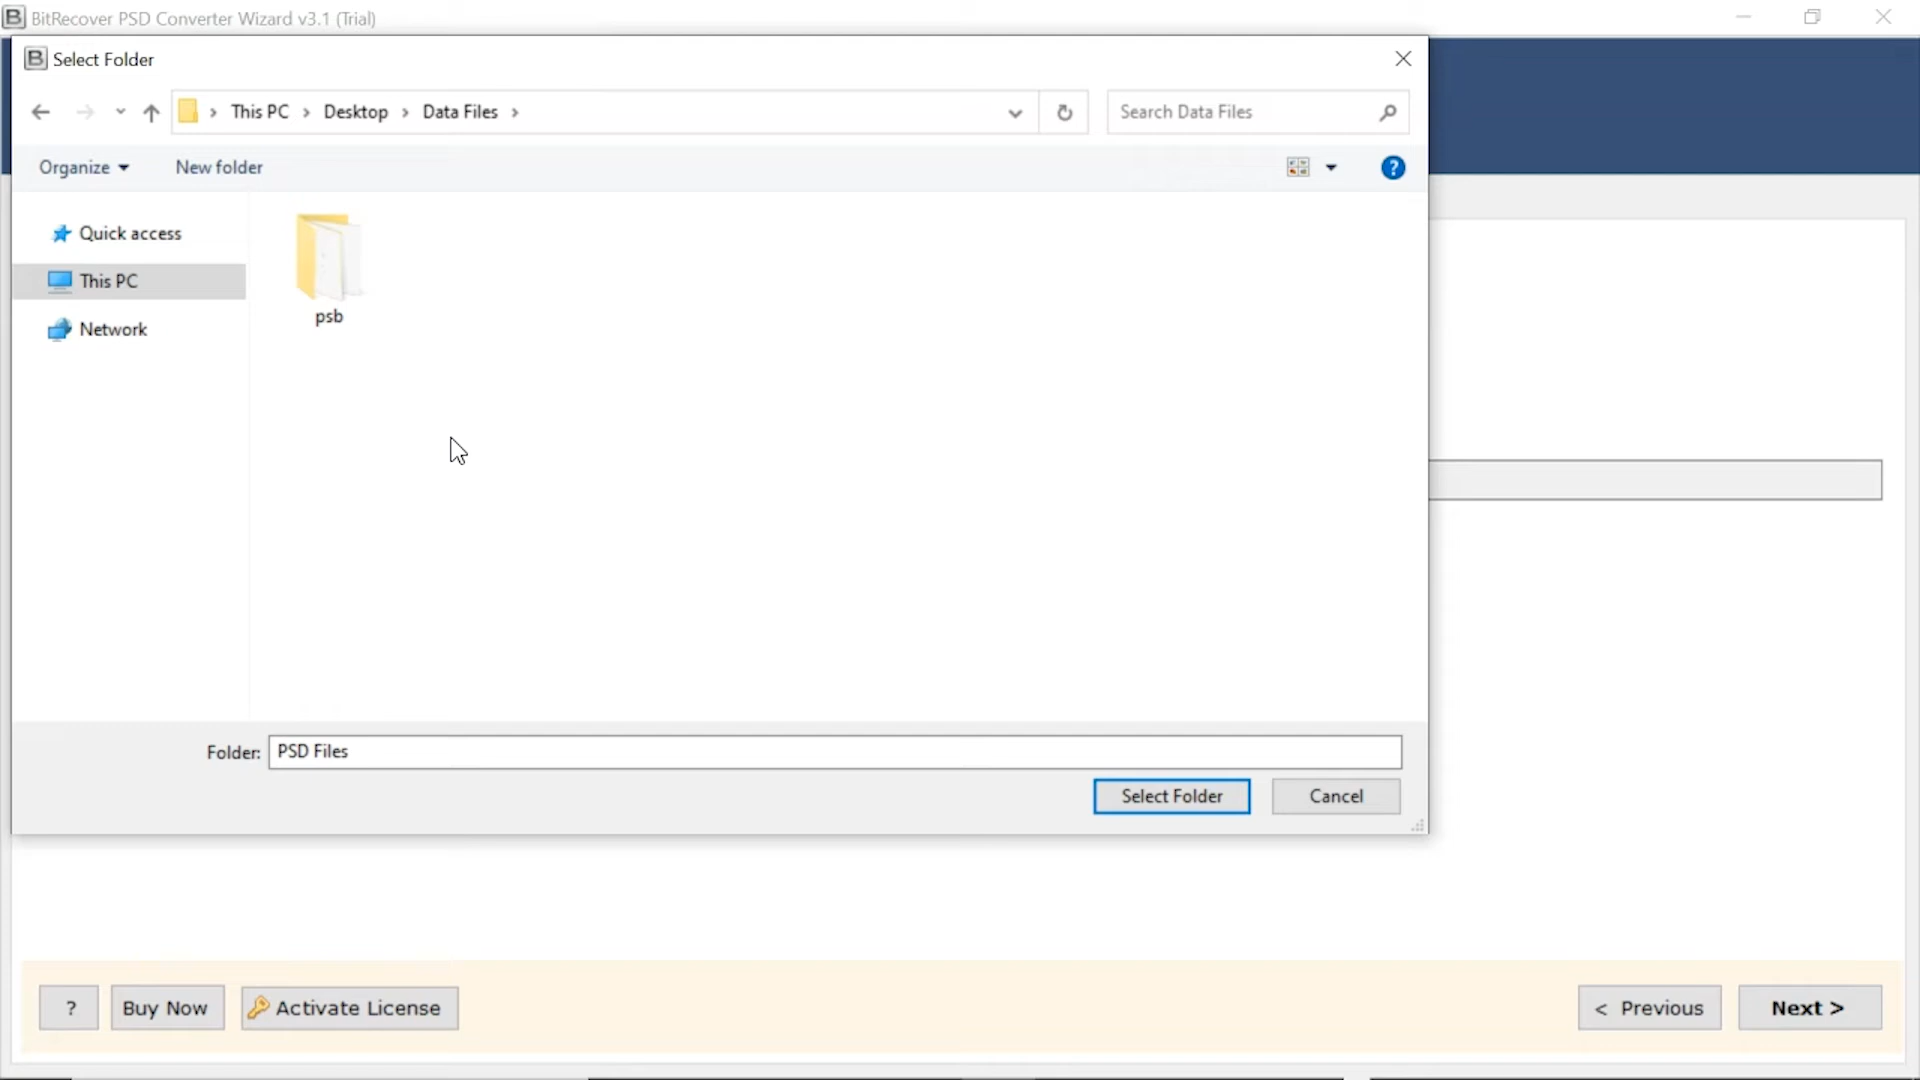 B BitRecover PSD Converter Wizard v3.1 (Trial)
B Select Folder
This PC > Desktop > Data Files >
Search Data Files
Organize
New folder
?
Quick access
This PC
Network
psb
Folder: PSD Files
Select Folder
Cancel
?
Buy Now
Activate License
< Previous
Next >